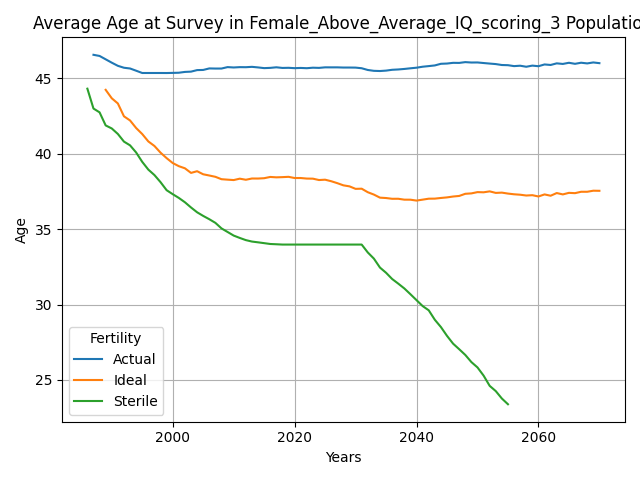 Average Age at Survey in Female_Above_Average_IQ_scoring_3 Populatio
Age
45
40
35
30
25
Fertility
Actual
Ideal
Sterile
2000 2020 2040 2060
Years